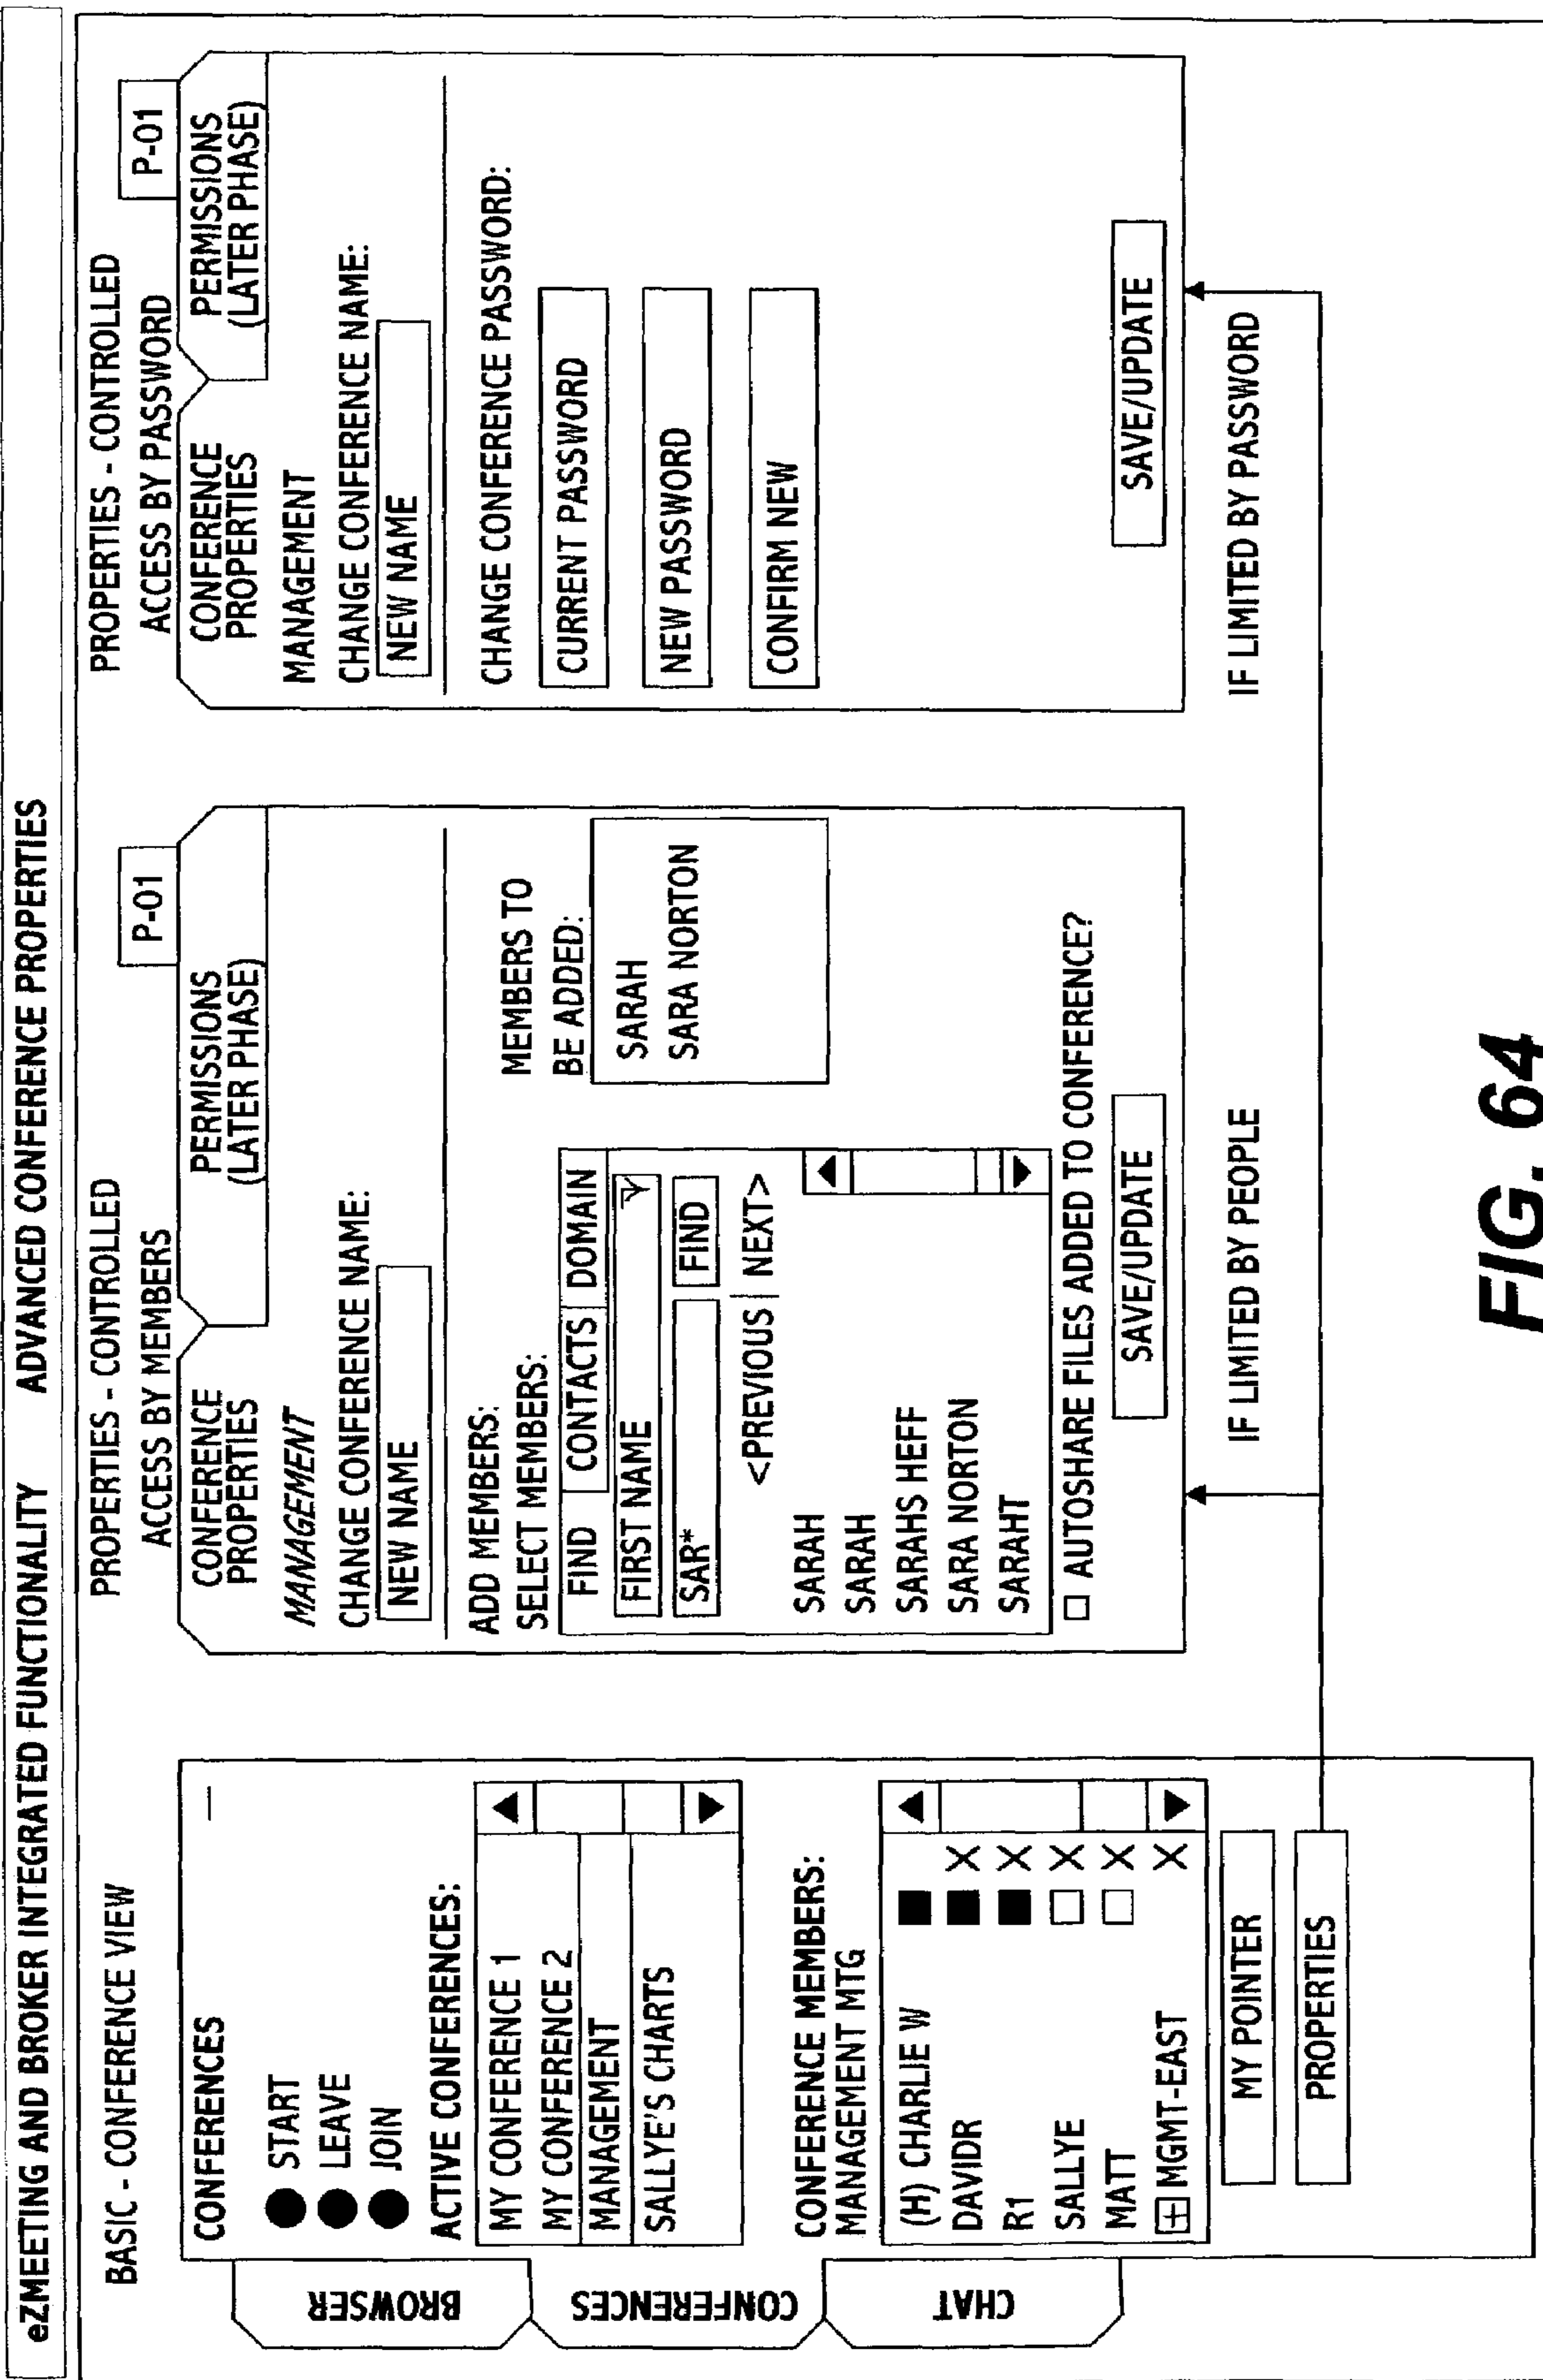 eZMEETING AND BROKER INTEGRATED FUNCTIONALITY ADVANCED CONFERENCE PROPERTIES
BASIC - CONFERENCE VIEW
BROWSER
CONFERENCES
CHAT
CONFERENCES
START
LEAVE
JOIN
ACTIVE CONFERENCES:
MY CONFERENCE 1
MY CONFERENCE 2
MANAGEMENT
SALLYE'S CHARTS
CONFERENCE MEMBERS:
MANAGEMENT MTG
(H) CHARLIE W
DAVIDR X
R1 X
SALLYE X
MATT X
MGMT-EAST X
MY POINTER
PROPERTIES
PROPERTIES - CONTROLLED
ACCESS BY MEMBERS
P-01
CONFERENCE
PROPERTIES
PERMISSIONS
(LATER PHASE)
MANAGEMENT
CHANGE CONFERENCE NAME:
NEW NAME
ADD MEMBERS:
SELECT MEMBERS:
FIND CONTACTS DOMAIN
FIRST NAME
SAR* FIND
<PREVIOUS | NEXT>
SARAH
SARAH
SARAHS HEFF
SARA NORTON
SARAHT
MEMBERS TO
BE ADDED:
SARAH
SARA NORTON
AUTOSHARE FILES ADDED TO CONFERENCE?
SAVE/UPDATE
IF LIMITED BY PEOPLE
PROPERTIES - CONTROLLED
ACCESS BY PASSWORD
P-01
CONFERENCE
PROPERTIES
PERMISSIONS
(LATER PHASE)
MANAGEMENT
CHANGE CONFERENCE NAME:
NEW NAME
CHANGE CONFERENCE PASSWORD:
CURRENT PASSWORD
NEW PASSWORD
CONFIRM NEW
SAVE/UPDATE
IF LIMITED BY PASSWORD
FIG. 64